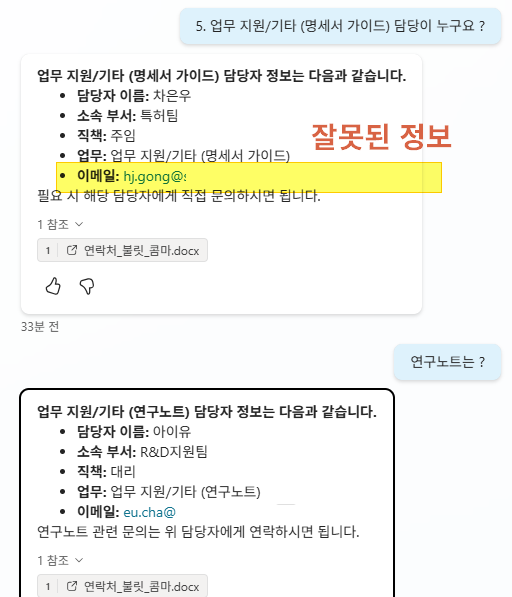 5. 업무 지원/기타 (명세서 가이드) 담당이 누구요 ?
업무 지원/기타 (명세서 가이드) 담당자 정보는 다음과 같습니다.
• 담당자 이름: 차은우
• 소속 부서: 특허팀
• 직책: 주임
잘못된 정보
• 업무: 업무 지원/기타 (명세서 가이드)
• 이메일: hj.gong@s
필요 시 해당 담당자에게 직접 문의하시면 됩니다.
1 참조
1 연락처_불릿_콤마.docx
33분 전
연구노트는 ?
업무 지원/기타 (연구노트) 담당자 정보는 다음과 같습니다.
• 담당자 이름: 아이유
• 소속 부서: R&D지원팀
• 직책: 대리
• 업무: 업무 지원/기타 (연구노트)
• 이메일: eu.cha@
연구노트 관련 문의는 위 담당자에게 연락하시면 됩니다.
1 참조
1 연락처_불릿_콤마.docx